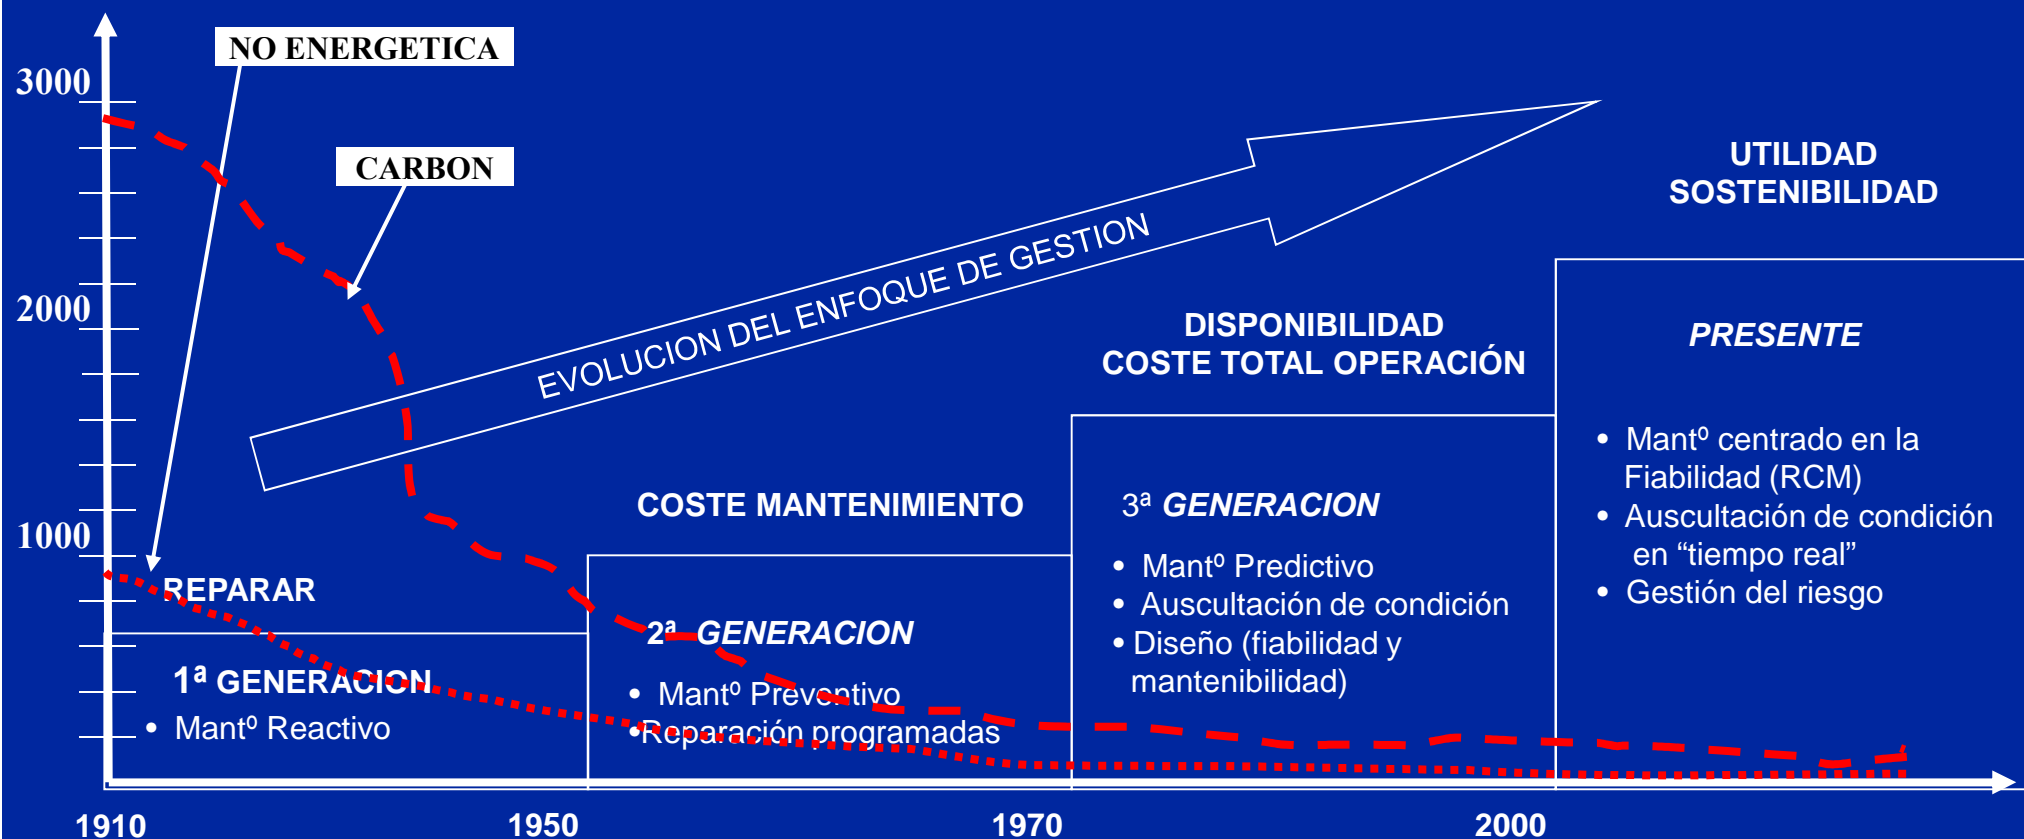 NO ENERGETICA
3000
CARBON
UTILIDAD
SOSTENIBILIDAD
EVOLUCION DEL ENFOQUE DE GESTION
2000
DISPONIBILIDAD
COSTE TOTAL OPERACIÓN
PRESENTE
• Mantº centrado en la
Fiabilidad (RCM)
• Auscultación de condición
en “tiempo real”
• Gestión del riesgo
COSTE MANTENIMIENTO
3ª GENERACION
• Mantº Predictivo
• Auscultación de condición
• Diseño (fiabilidad y
mantenibilidad)
1000
REPARAR
2ª GENERACION
• Mantº Preventivo
•Reparación programadas
1ª GENERACION
• Mantº Reactivo
1910
1950
1970
2000